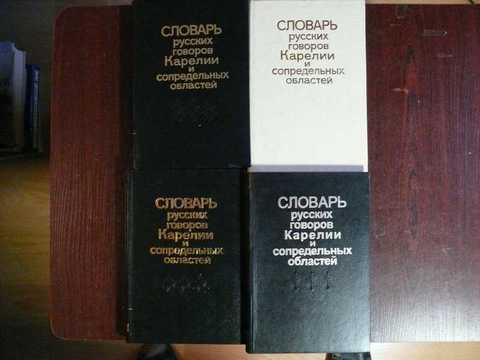 СЛОВАРЬ
русских
говоров
Карелии
и
сопредельных
областей
СЛОВАРЬ
русских
говоров
Карелии
и
сопредельных
областей
СЛОВАРЬ
русских
говоров
Карелии
и
сопредельных
областей
СЛОВАРЬ
русских
говоров
Карелии
и
сопредельных
областей